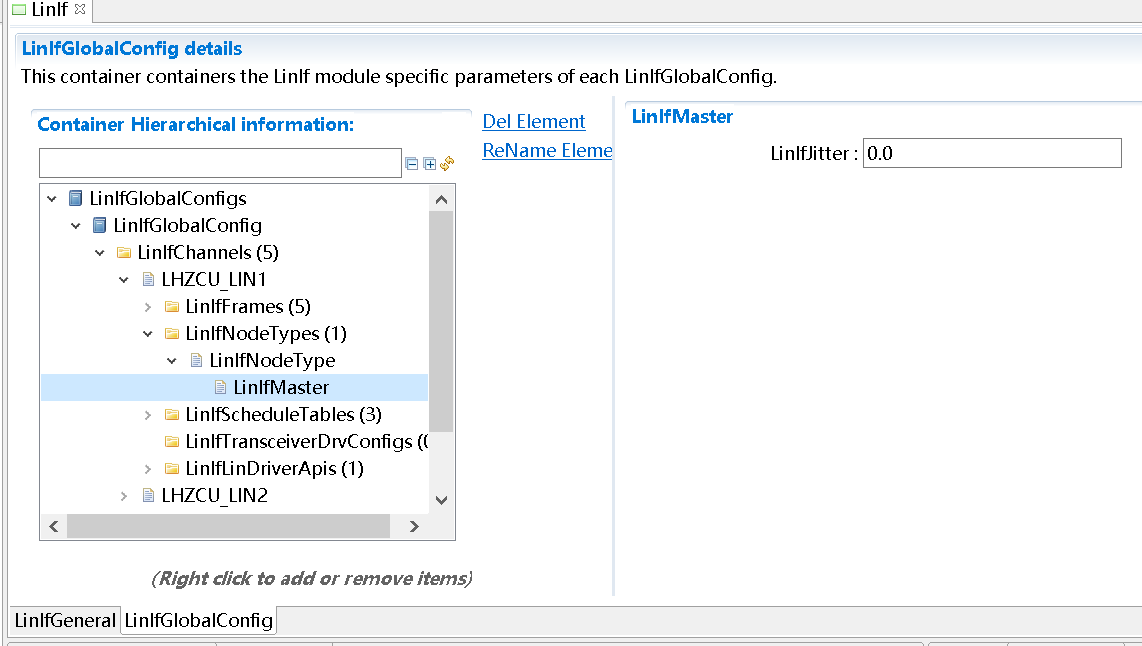 LinIf
LinIfGlobalConfig details
This container containers the LinIf module specific parameters of each LinIfGlobalConfig.
Container Hierarchical information:
Del Element
ReName Eleme
LinIfGlobalConfigs
LinIfGlobalConfig
LinIfChannels (5)
LHZCU_LIN1
LinIfFrames (5)
LinIfNodeTypes (1)
LinIfNodeType
LinIfMaster
LinIfScheduleTables (3)
LinIfTransceiverDrvConfigs (0
LinIfLinDriverApis (1)
LHZCU_LIN2
(Right click to add or remove items)
LinIfMaster
LinIfJitter : 0.0
LinIfGeneral LinIfGlobalConfig